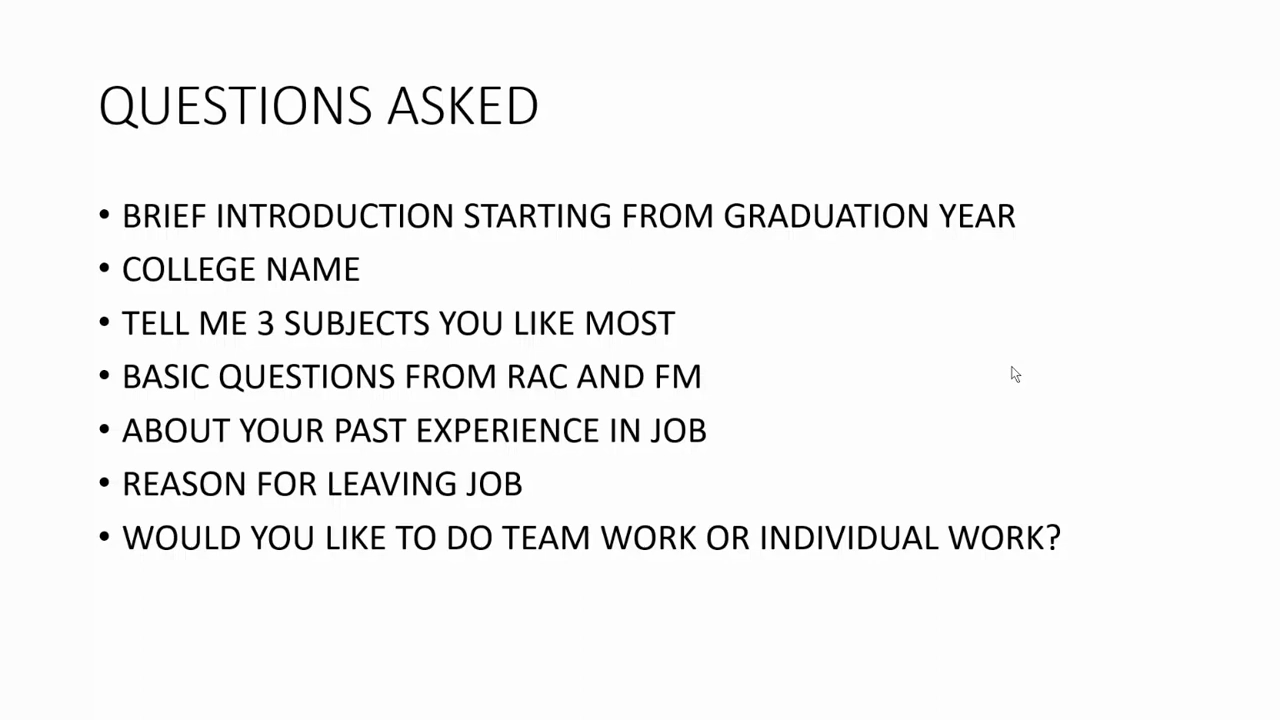 QUESTIONS ASKED
• BRIEF INTRODUCTION STARTING FROM GRADUATION YEAR
• COLLEGE NAME
• TELL ME 3 SUBJECTS YOU LIKE MOST
• BASIC QUESTIONS FROM RAC AND FM
• ABOUT YOUR PAST EXPERIENCE IN JOB
• REASON FOR LEAVING JOB
• WOULD YOU LIKE TO DO TEAM WORK OR INDIVIDUAL WORK?